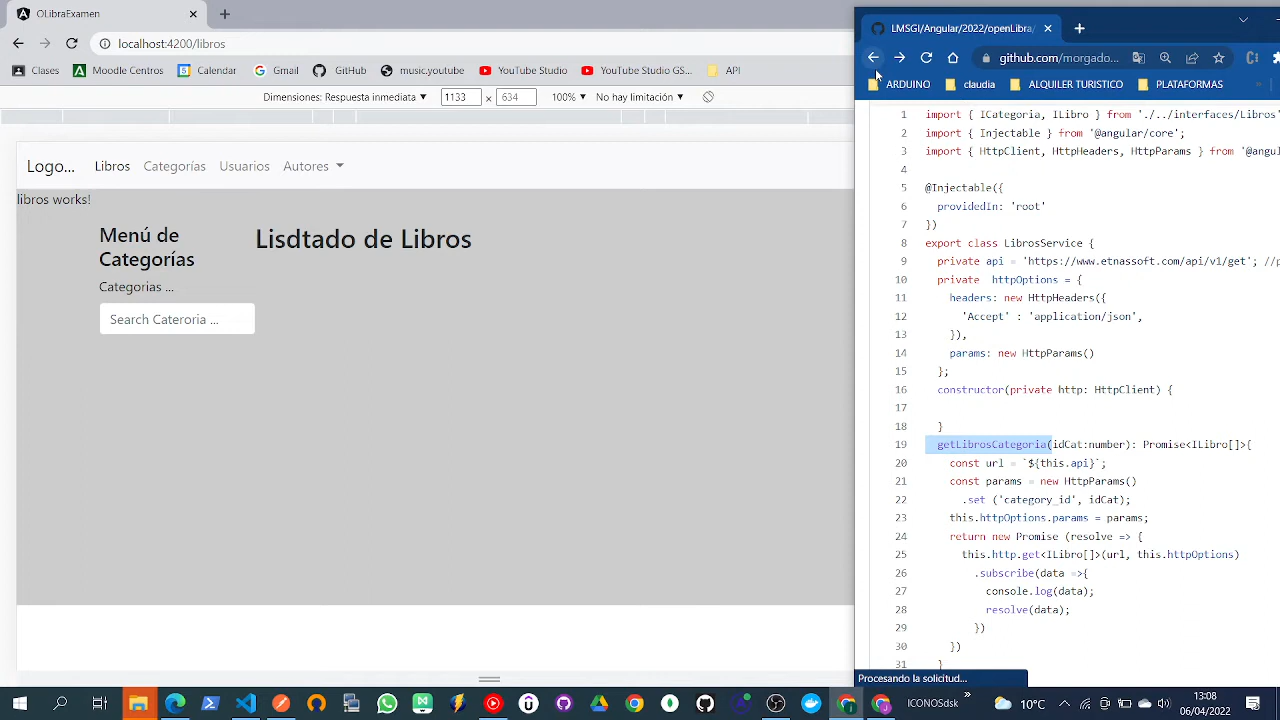 OLibraExamen
localhost:4200/libros
Clases
Moodle Centros
Gmail
GitHub
music.youtube
YouTube Studio
YouTube Studio GS...
API
Dimensiones: Respuesta inmediata
1133 × 634
100%
No hay limitación
Logo...
Libros
Categorías
Usuarios
Autores
libros works!
Menú de
Categorías
Lisdtado de Libros
Categorias ...
Search Cateroria ...
LMSGI/Angular/2022/openLibra/
github.com/morgado...
ARDUINO
claudia
ALQUILER TURISTICO
PLATAFORMAS
»
1 import { ICategoria, ILibro } from './../interfaces/Libros'
2 import { Injectable } from '@angular/core';
3 import { HttpClient, HttpHeaders, HttpParams } from '@angu
4
5 @Injectable({
6 providedIn: 'root'
7 })
8 export class LibrosService {
9 private api = 'https://www.etnassoft.com/api/v1/get'; //p
10 private httpOptions = {
11 headers: new HttpHeaders({
12 'Accept' : 'application/json',
13 }),
14 params: new HttpParams()
15 };
16 constructor(private http: HttpClient) {
17
18 }
19 getLibrosCategoria(idCat:number): Promise<ILibro[]>{
20 const url = `${this.api}`;
21 const params = new HttpParams()
22 .set ('category_id', idCat);
23 this.httpOptions.params = params;
24 return new Promise (resolve => {
25 this.http.get<ILibro[]>(url, this.httpOptions)
26 .subscribe(data =>{
27 console.log(data);
28 resolve(data);
29 })
30 })
31 }
Procesando la solicitud...
ICONOSdsk
»
10°C
13:08
06/04/2022